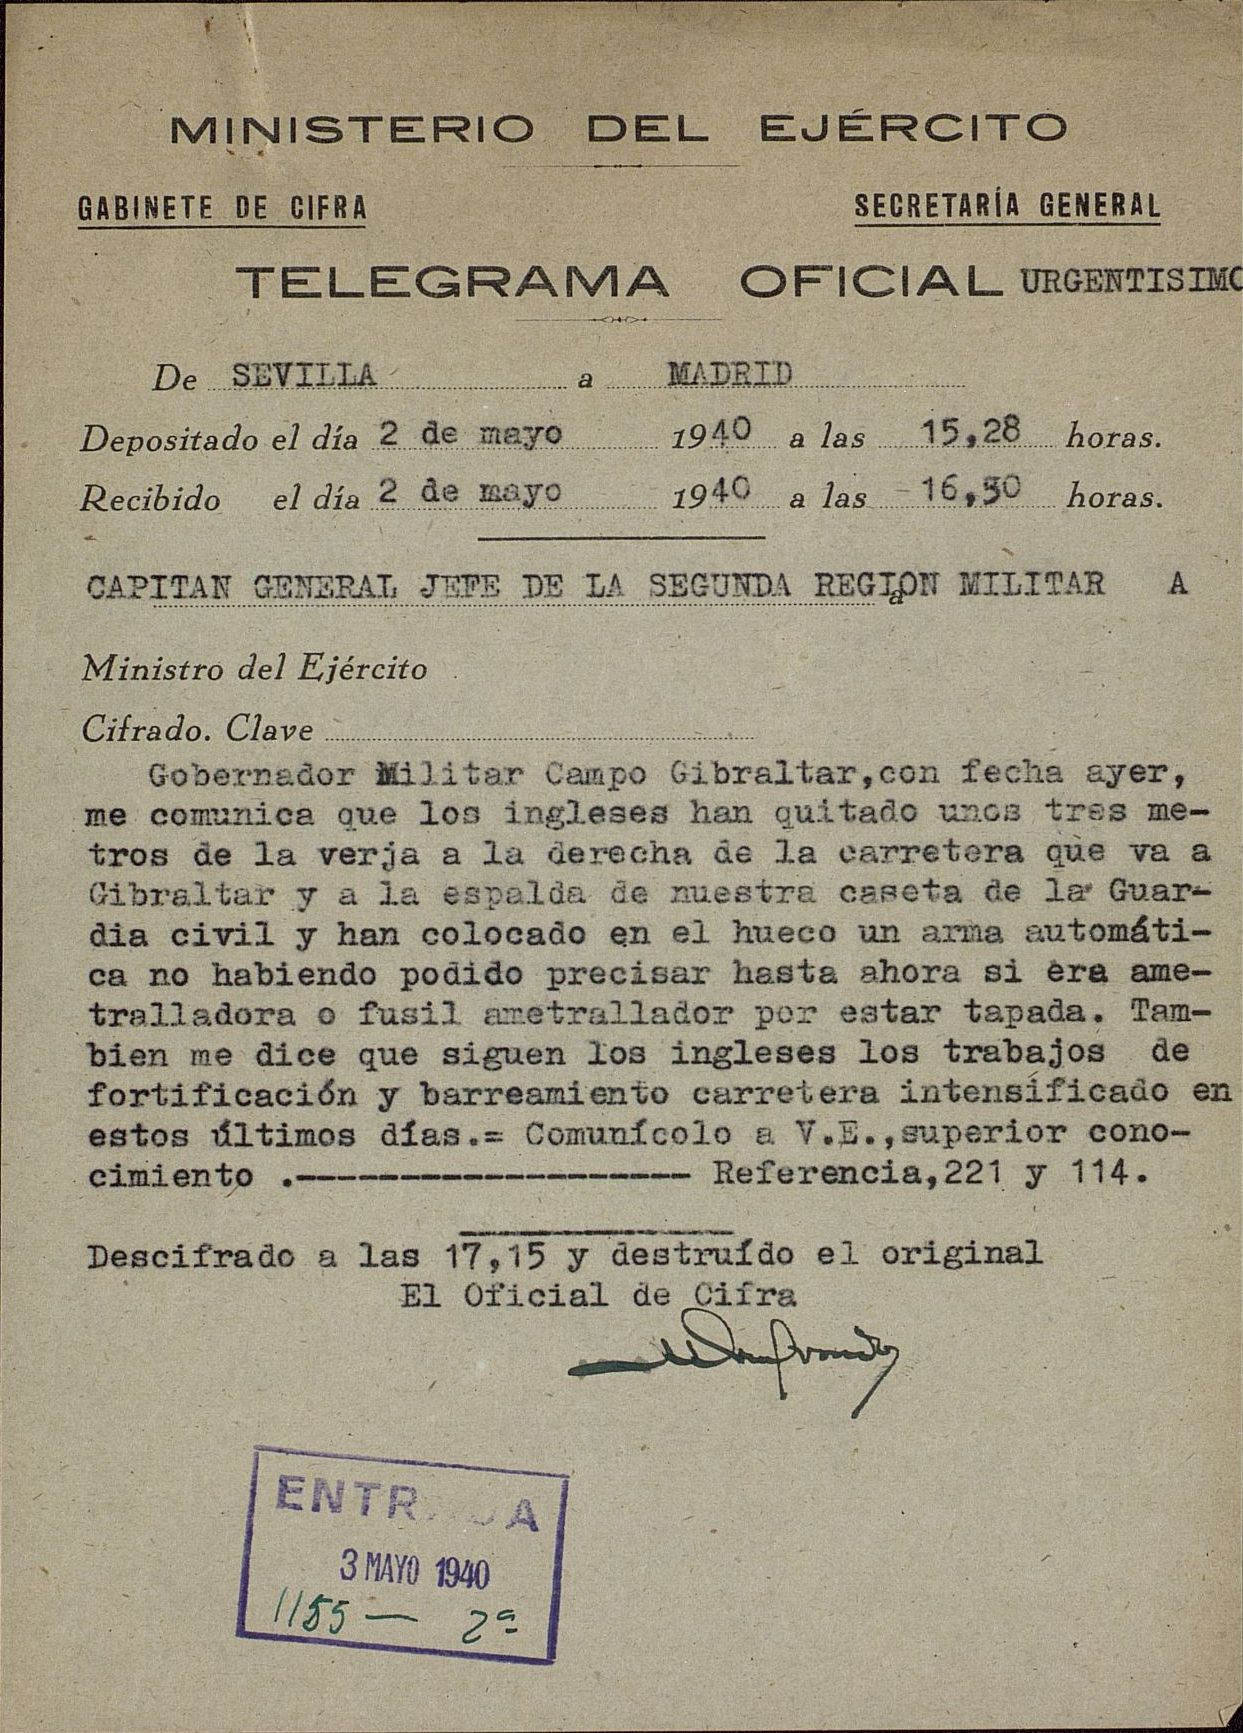 MINISTERIO DEL EJÉRCITO
GABINETE DE CIFRA SECRETARÍA GENERAL
TELEGRAMA OFICIAL URGENTISIMO
De SEVILLA a MADRID
Depositado el día 2 de mayo 1940 a las 15,28 horas.
Recibido el día 2 de mayo 1940 a las 16,30 horas.
CAPITAN GENERAL JEFE DE LA SEGUNDA REGION MILITAR A
a
Ministro del Ejército
Cifrado. Clave
Gobernador Militar Campo Gibraltar,con fecha ayer,
me comunica que los ingleses han quitado unos tres me-
tros de la verja a la derecha de la carretera que va a
Gibraltar y a la espalda de nuestra caseta de la Guar-
dia civil y han colocado en el hueco un arma automáti-
ca no habiendo podido precisar hasta ahora si era ame-
tralladora o fusil ametrallador por estar tapada. Tam-
bien me dice que siguen los ingleses los trabajos de
fortificación y barreamiento carretera intensificado en
estos últimos días.= Comunícolo a V.E.,superior cono-
cimiento .------------------- Referencia,221 y 114.
Descifrado a las 17,15 y destruído el original
El Oficial de Cifra
ENTRADA
3 MAYO 1940
1155 — 2ª